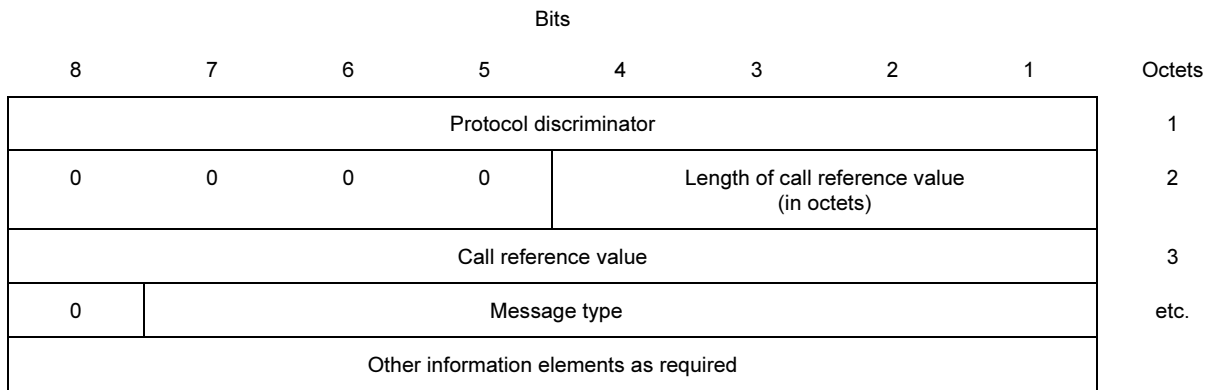 Bits
8 7 6 5 4 3 2 1 Octets
Protocol discriminator 1
0 0 0 0 Length of call reference value 2
(in octets)
Call reference value 3
0 Message type etc.
Other information elements as required